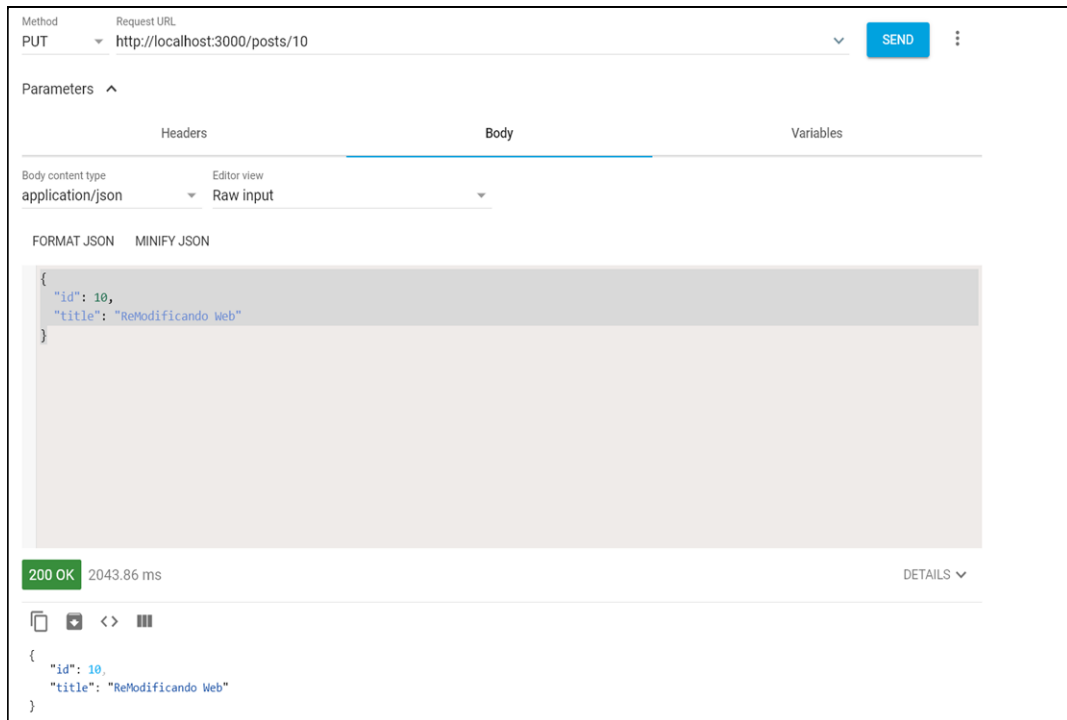 Method Request URL
PUT http://localhost:3000/posts/10 SEND
Parameters
Headers Body Variables
Body content type Editor view
application/json Raw input
FORMAT JSON MINIFY JSON
{
"id": 10,
"title": "ReModificando Web"
}
200 OK 2043.86 ms DETAILS
{
"id": 10,
"title": "ReModificando Web"
}